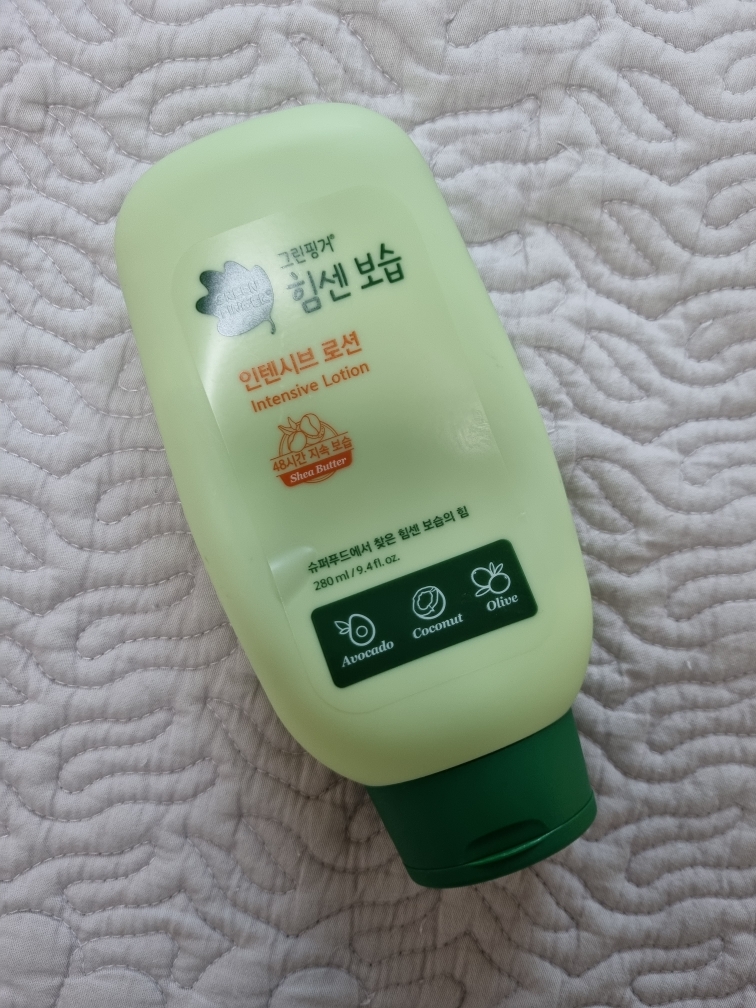 GREEN
FINGER
그린핑거®
힘센 보습
인텐시브 로션
Intensive Lotion
48시간 지속 보습
Shea Butter
슈퍼푸드에서 찾은 힘센 보습의 힘
280 ml / 9.4 fl. oz.
Avocado
Coconut
Olive